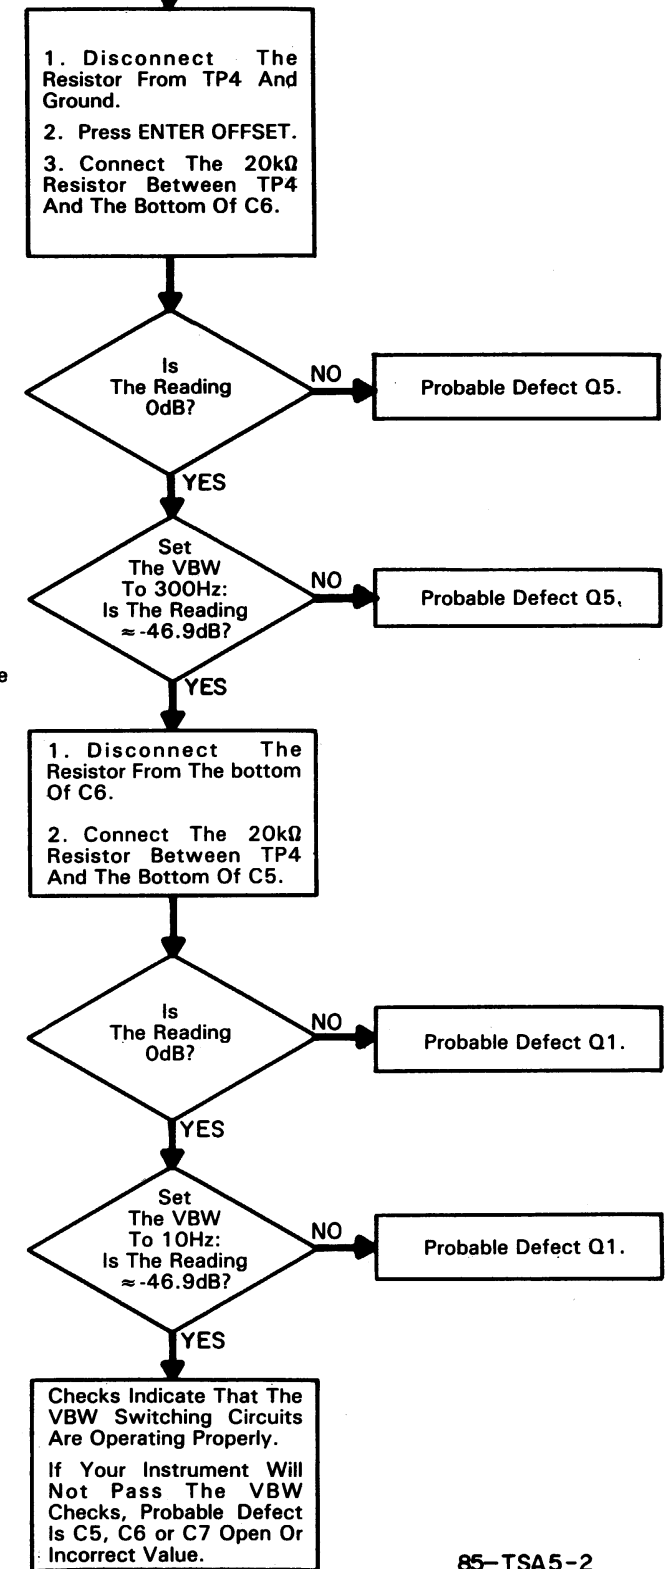 1. Disconnect The
Resistor From TP4 And
Ground.
2. Press ENTER OFFSET.
3. Connect The 20kΩ
Resistor Between TP4
And The Bottom Of C6.
Is
The Reading
0dB?
NO
Probable Defect Q5.
YES
Set
The VBW
To 300Hz:
Is The Reading
≈-46.9dB?
NO
Probable Defect Q5.
e
YES
1. Disconnect The
Resistor From The bottom
Of C6.
2. Connect The 20kΩ
Resistor Between TP4
And The Bottom Of C5.
Is
The Reading
0dB?
NO
Probable Defect Q1.
YES
Set
The VBW
To 10Hz:
Is The Reading
≈-46.9dB?
NO
Probable Defect Q1.
YES
Checks Indicate That The
VBW Switching Circuits
Are Operating Properly.
If Your Instrument Will
Not Pass The VBW
Checks, Probable Defect
Is C5, C6 or C7 Open Or
Incorrect Value.
85-TSA5-2